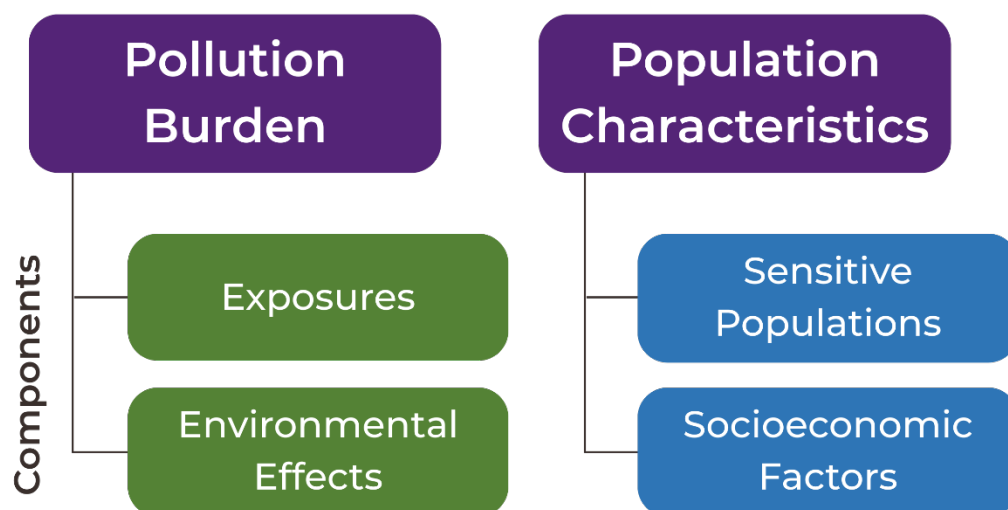 Pollution
Burden
Population
Characteristics
Components
Exposures
Environmental
Effects
Sensitive
Populations
Socioeconomic
Factors